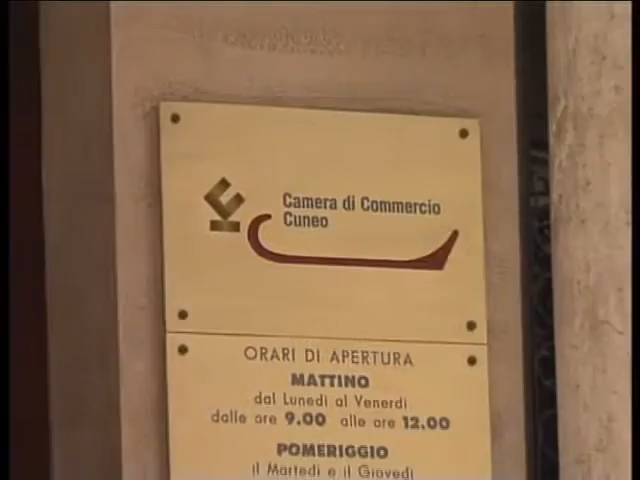 Camera di Commercio
Cuneo
ORARI DI APERTURA
MATTINO
dal Lunedì al Venerdì
dalle ore 9.00 alle ore 12.00
POMERIGGIO
il Martedì e il Giovedì